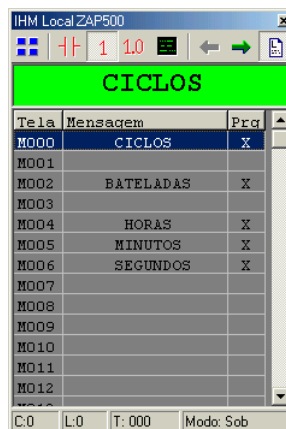 IHM Local ZAP500
1 1.0
CICLOS
Tela Mensagem Prg
M000 CICLOS X
M001
M002 BATELADAS X
M003
M004 HORAS X
M005 MINUTOS X
M006 SEGUNDOS X
M007
M008
M009
M010
M011
M012
C:0 L:0 T: 000 Modo: Sob